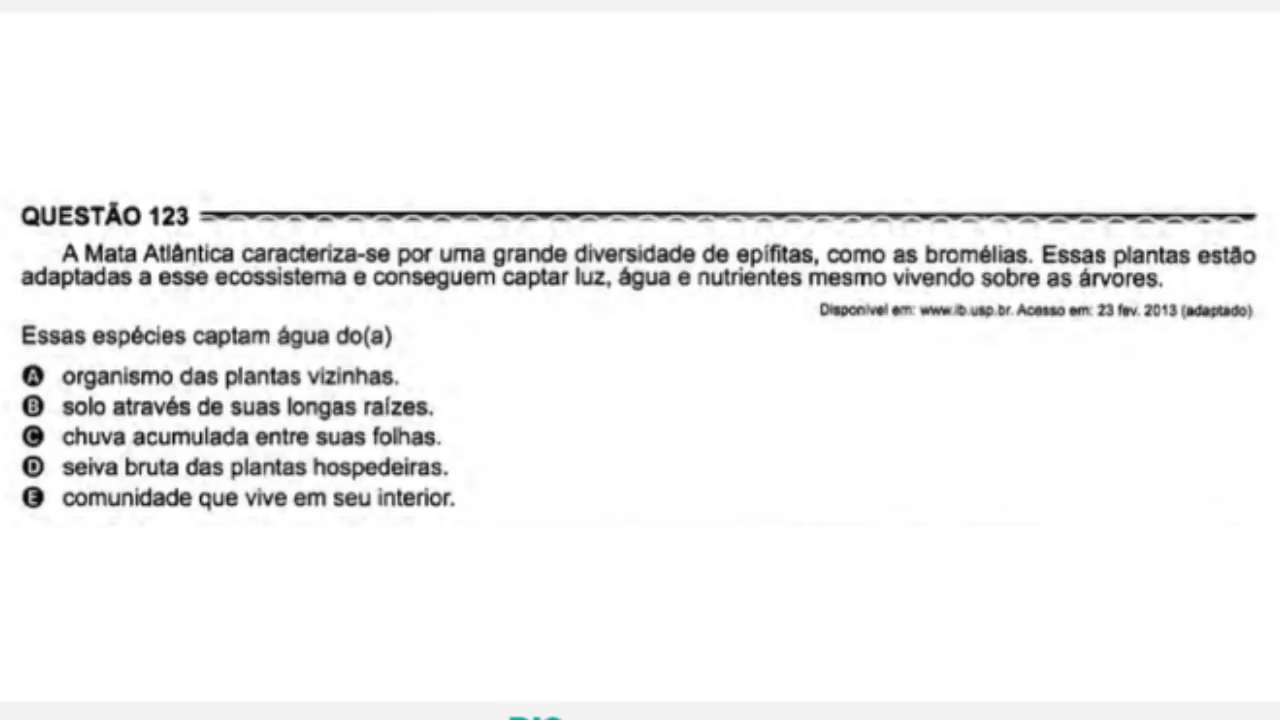 QUESTÃO 123
A Mata Atlântica caracteriza-se por uma grande diversidade de epífitas, como as bromélias. Essas plantas estão
adaptadas a esse ecossistema e conseguem captar luz, água e nutrientes mesmo vivendo sobre as árvores.
Disponível em: www.ib.usp.br. Acesso em: 23 fev. 2013 (adaptado).
Essas espécies captam água do(a)
A organismo das plantas vizinhas.
B solo através de suas longas raízes.
C chuva acumulada entre suas folhas.
D seiva bruta das plantas hospedeiras.
E comunidade que vive em seu interior.